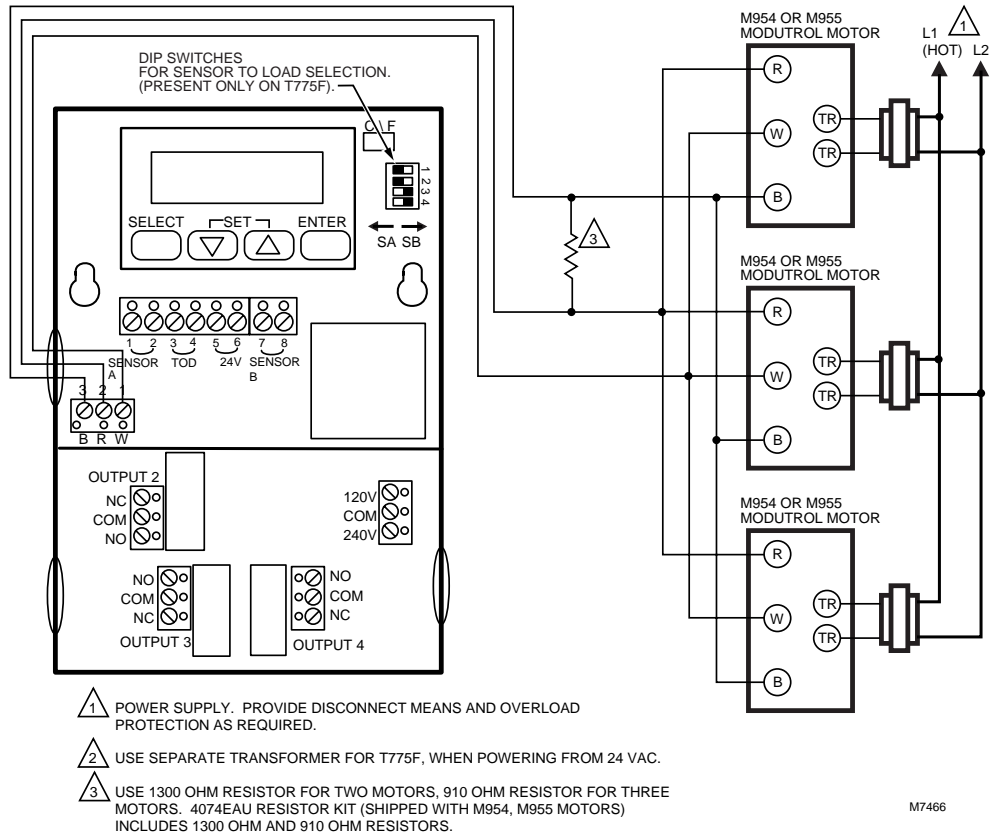 M954 OR M955
MODUTROL MOTOR
L1
(HOT)
1
L2
DIP SWITCHES
FOR SENSOR TO LOAD SELECTION.
(PRESENT ONLY ON T775F).
R
W
B
TR
TR
C \ F
1
2
3
4
SELECT
SET
ENTER
SA SB
3
M954 OR M955
MODUTROL MOTOR
R
W
B
TR
TR
1 2 3 4 5 6 7 8
SENSOR
A
TOD
24V
SENSOR
B
3 2 1
B R W
OUTPUT 2
NC
COM
NO
120V
COM
240V
M954 OR M955
MODUTROL MOTOR
R
W
B
TR
TR
NO
COM
NC
OUTPUT 3
NO
COM
NC
OUTPUT 4
1 POWER SUPPLY. PROVIDE DISCONNECT MEANS AND OVERLOAD
PROTECTION AS REQUIRED.
2 USE SEPARATE TRANSFORMER FOR T775F, WHEN POWERING FROM 24 VAC.
3 USE 1300 OHM RESISTOR FOR TWO MOTORS, 910 OHM RESISTOR FOR THREE
MOTORS. 4074EAU RESISTOR KIT (SHIPPED WITH M954, M955 MOTORS)
INCLUDES 1300 OHM AND 910 OHM RESISTORS.
M7466